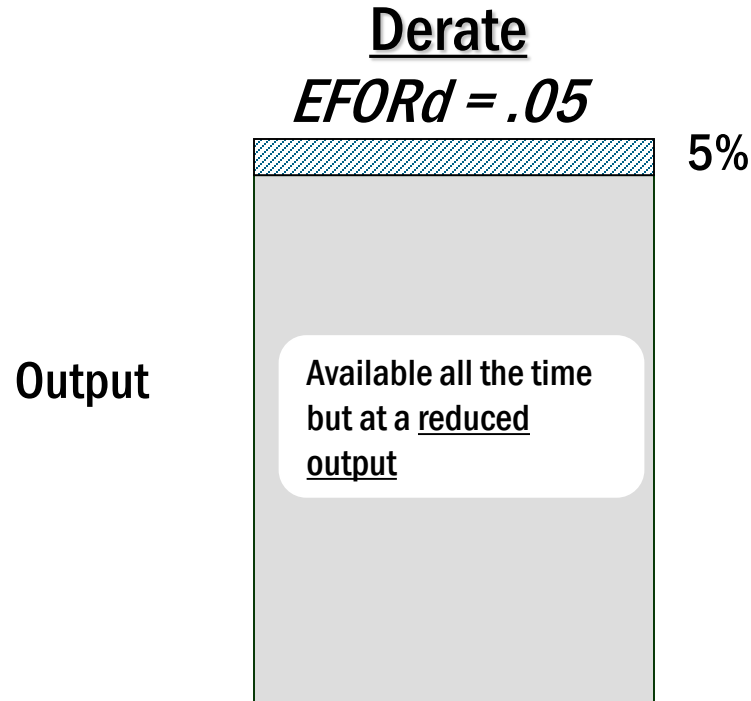 Derate
EFORd = .05
5%
Output
Available all the time
but at a reduced
output